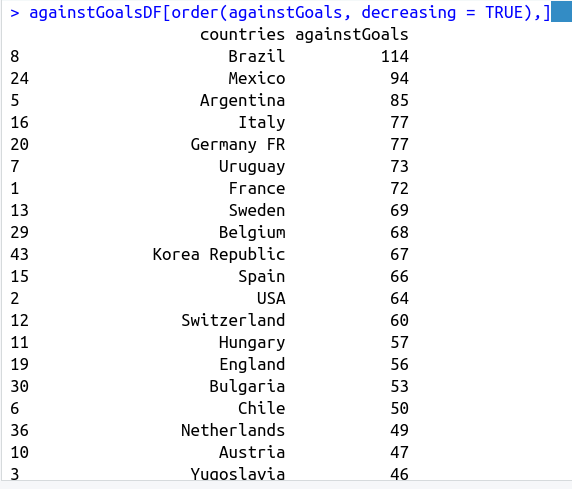 > againstGoalsDF[order(againstGoals, decreasing = TRUE),]
countries againstGoals
8 Brazil 114
24 Mexico 94
5 Argentina 85
16 Italy 77
20 Germany FR 77
7 Uruguay 73
1 France 72
13 Sweden 69
29 Belgium 68
43 Korea Republic 67
15 Spain 66
2 USA 64
12 Switzerland 60
11 Hungary 57
19 England 56
30 Bulgaria 53
6 Chile 50
36 Netherlands 49
10 Austria 47
3 Yugoslavia 46